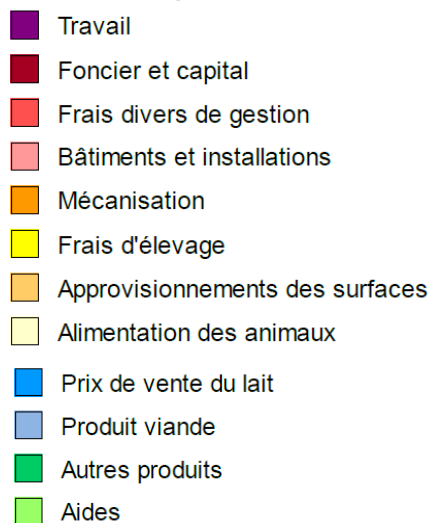 Travail
Foncier et capital
Frais divers de gestion
Bâtiments et installations
Mécanisation
Frais d'élevage
Approvisionnements des surfaces
Alimentation des animaux
Prix de vente du lait
Produit viande
Autres produits
Aides